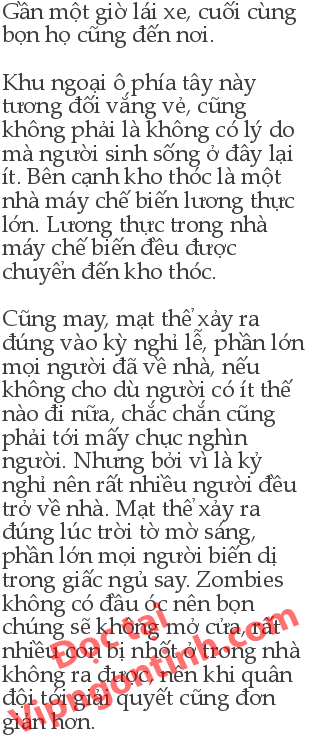 Gần một giờ lái xe, cuối cùng
bọn họ cũng đến nơi.
Khu ngoại ô phía tây này
tương đối vắng vẻ, cũng
không phải là không có lý do
mà người sinh sống ở đây lại
ít. Bên cạnh kho thóc là một
nhà máy chế biến lương thực
lớn. Lương thực trong nhà
máy chế biến đều được
chuyển đến kho thóc.
Cũng may, mạt thể xảy ra
đúng vào kỳ nghỉ lễ, phần lớn
mọi người đã về nhà, nếu
không cho dù người có ít thế
nào đi nữa, chắc chắn cũng
phải tới mấy chục nghìn
người. Nhưng bởi vì là kỷ
nghỉ nên rất nhiều người đều
trở về nhà. Mạt thể xảy ra
đúng lúc trời tờ mờ sáng,
phần lớn mọi người biến dị
trong giấc ngủ say. Zombies
không có đầu óc nên bọn
chúng sẽ không mở cửa, rất
nhiều con bị nhốt ở trong nhà
không ra được, nên khi quân
đội tới giải quyết cũng đơn
giản hơn.
Đọc tại
Vipngontinh.com